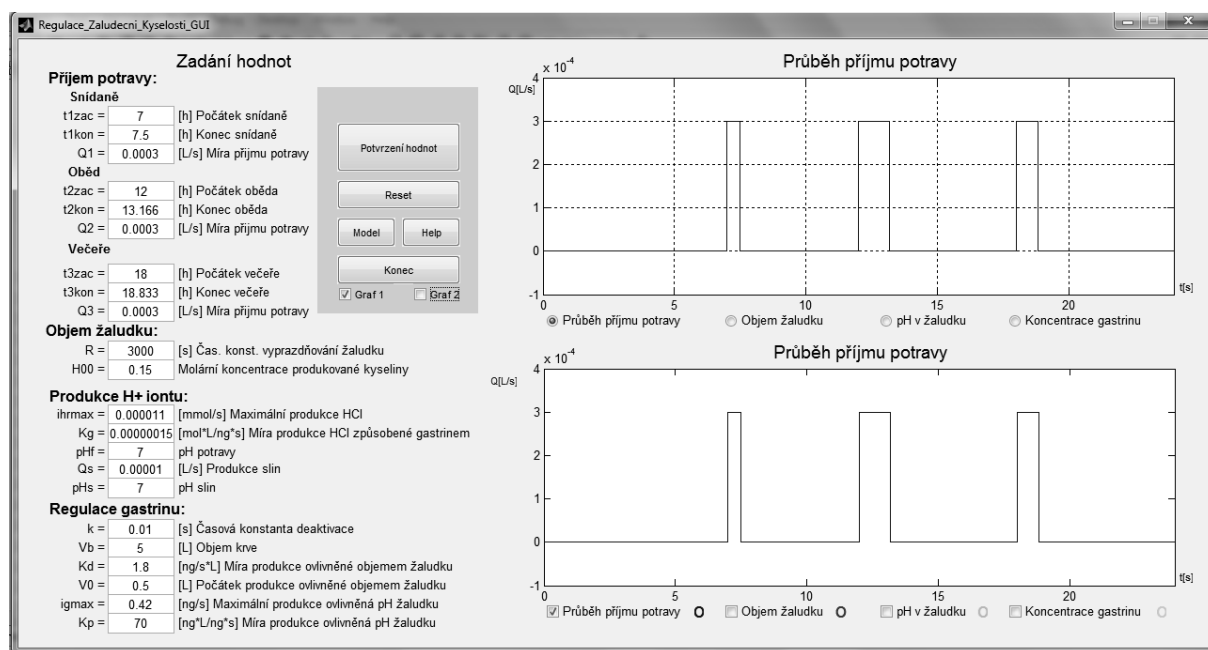 Regulace_Zaludecni_Kyselosti_GUI
Zadání hodnot
Příjem potravy:
Snídaně
t1zac = 7 [h] Počátek snídaně
t1kon = 7.5 [h] Konec snídaně
Q1 = 0.0003 [L/s] Míra přijmu potravy
Oběd
t2zac = 12 [h] Počátek oběda
t2kon = 13.166 [h] Konec oběda
Q2 = 0.0003 [L/s] Míra přijmu potravy
Večeře
t3zac = 18 [h] Počátek večeře
t3kon = 18.833 [h] Konec večeře
Q3 = 0.0003 [L/s] Míra přijmu potravy
Objem žaludku:
R = 3000 [s] Čas. konst. vyprazdňování žaludku
H00 = 0.15 Molární koncentrace produkované kyseliny
Produkce H+ iontu:
ihrmax = 0.000011 [mmol/s] Maximální produkce HCl
Kg = 0.00000015 [mol*L/ng*s] Míra produkce HCl způsobené gastrinem
pHf = 7 pH potravy
Qs = 0.00001 [L/s] Produkce slin
pHs = 7 pH slin
Regulace gastrinu:
k = 0.01 [s] Časová konstanta deaktivace
Vb = 5 [L] Objem krve
Kd = 1.8 [ng/s*L] Míra produkce ovlivněné objemem žaludku
V0 = 0.5 [L] Počátek produkce ovlivněné objemem žaludku
igmax = 0.42 [ng/s] Maximální produkce ovlivněná pH žaludku
Kp = 70 [ng*L/ng*s] Míra produkce ovlivněná pH žaludku
Potvrzení hodnot
Reset
Model Help
Konec
Graf 1 Graf 2
Průběh příjmu potravy
x 10-4
Q[L/s]
4
3
2
1
0
-1
0 5 10 15 20
t[s]
Průběh příjmu potravy Objem žaludku pH v žaludku Koncentrace gastrinu
Průběh příjmu potravy
x 10-4
Q[L/s]
4
3
2
1
0
-1
0 5 10 15 20
t[s]
Průběh příjmu potravy O Objem žaludku O pH v žaludku O Koncentrace gastrinu O